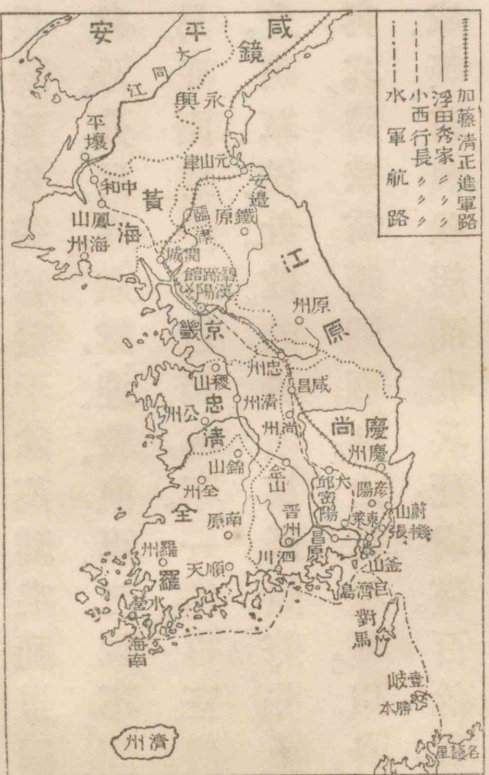 加藤清正進軍路
浮田秀家〃〃〃
小西行長〃〃〃
水軍航路
咸鏡
平安
大同江
永興
元山津
安邊
平壤
中和
黃海
鳳山
海州
鐵原
開城
碧蹄館
漢陽
江原
原州
京畿
忠州
咸昌
稷山
清州
尚州
忠清
公州
慶尚
慶州
錦山
金山
大邱
密陽
彦陽
蔚山
機張
東萊
全州
晋州
昌原
南原
泗川
釜山
巨濟島
全羅
羅州
順天
水營
海南
對馬
壹岐
勝本
名護屋
濟州